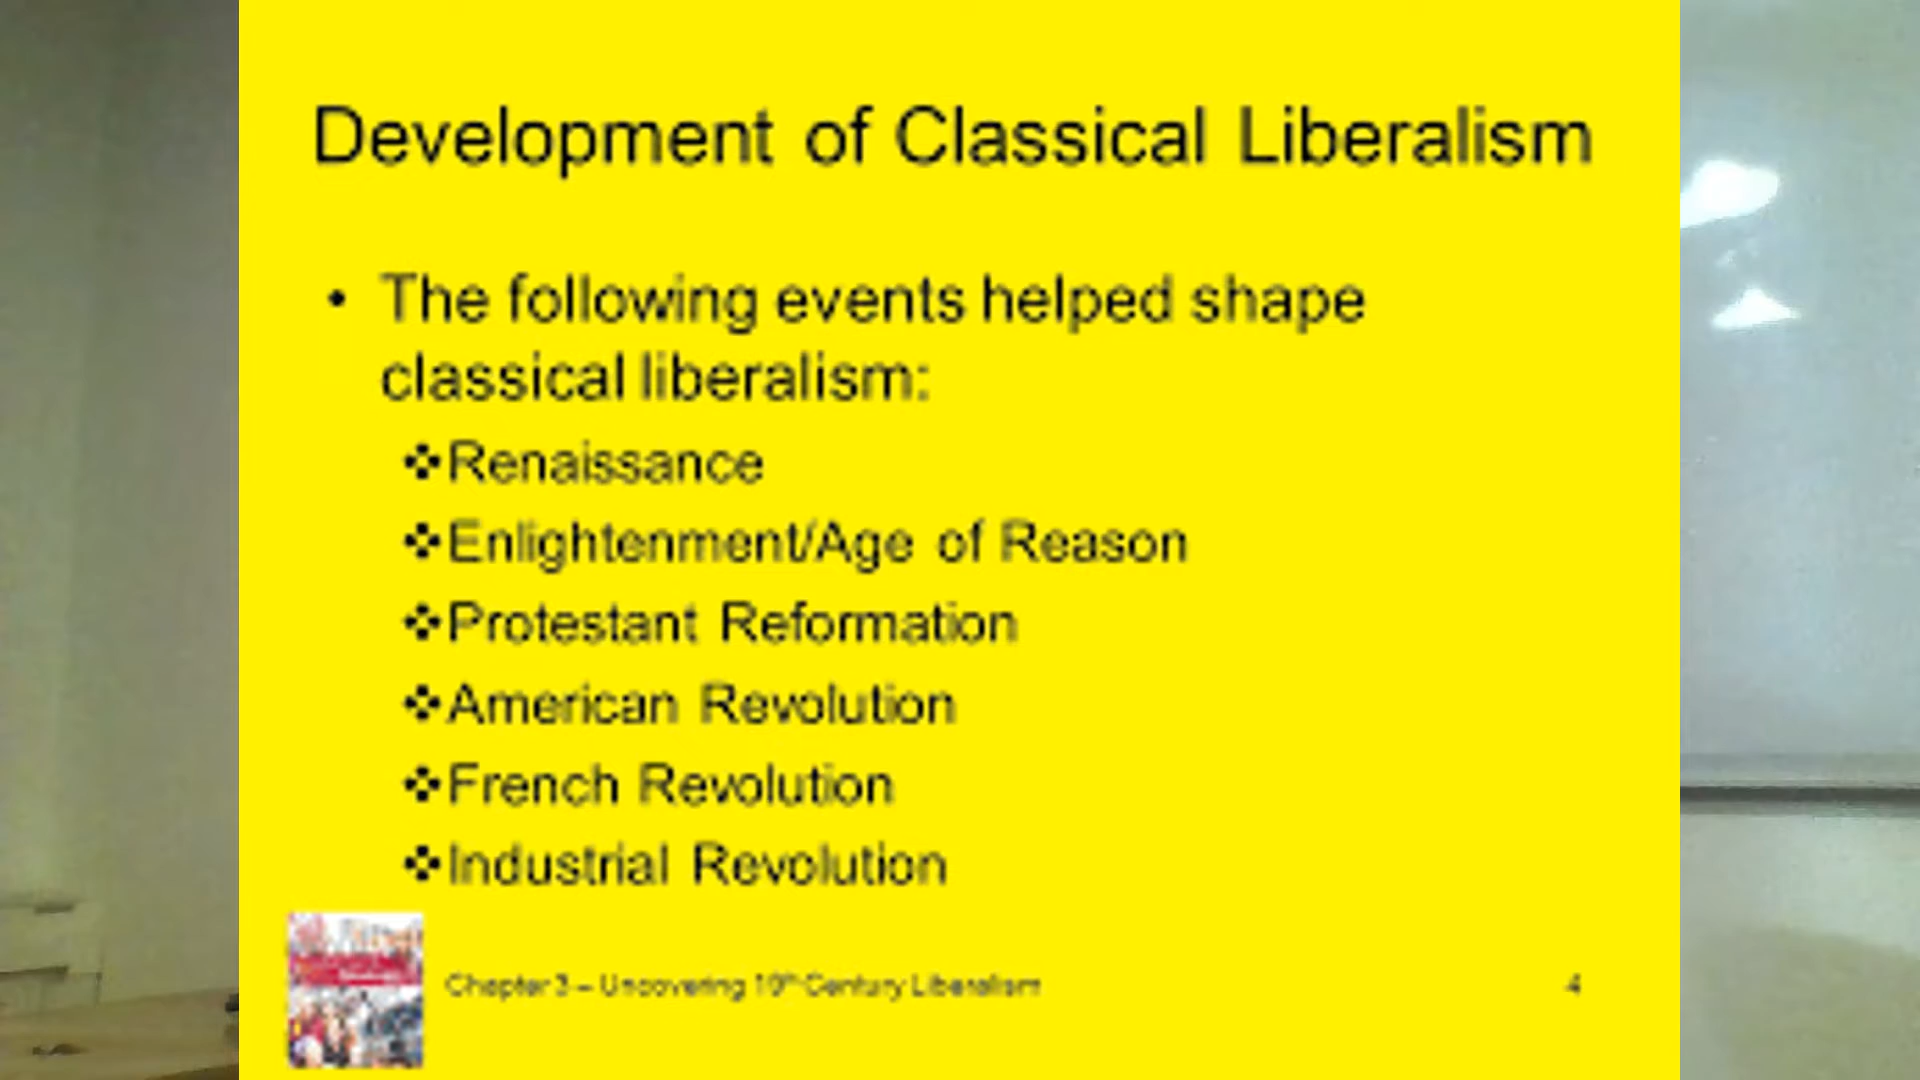 Development of Classical Liberalism
• The following events helped shape
classical liberalism:
❖Renaissance
❖Enlightenment/Age of Reason
❖Protestant Reformation
❖American Revolution
❖French Revolution
❖Industrial Revolution
Chapter 3 – Uncovering 19th Century Liberalism
4